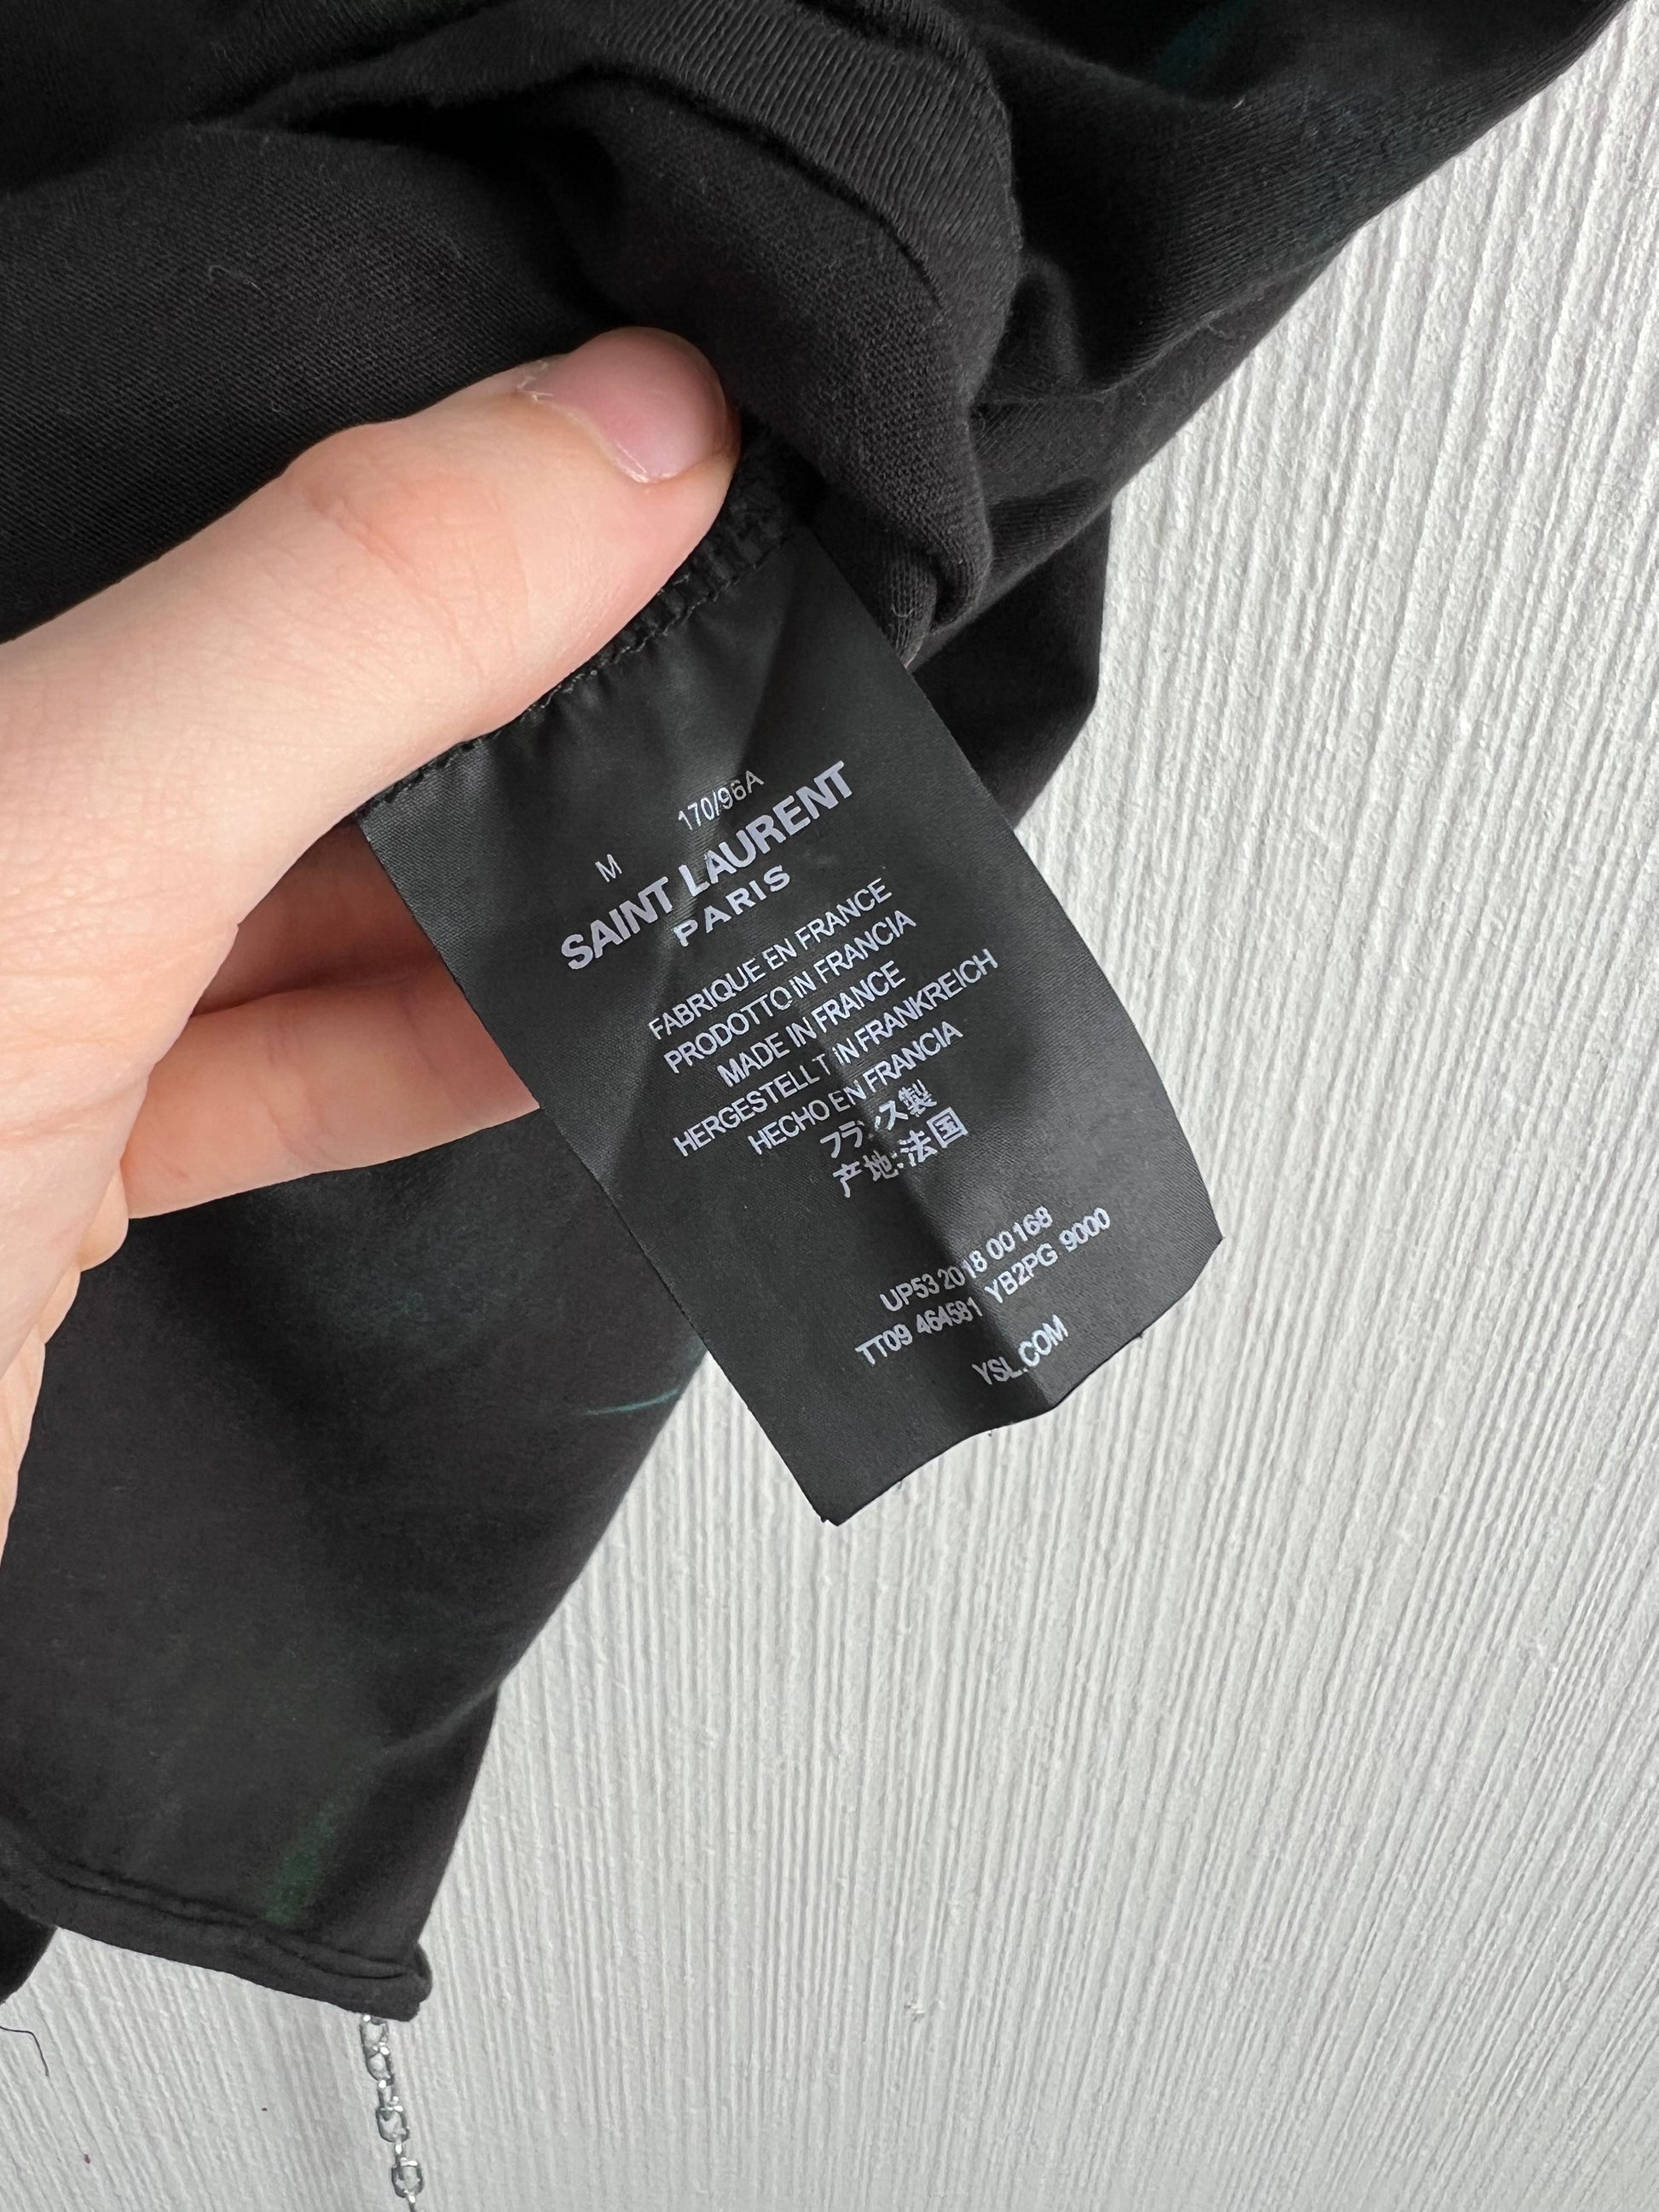 M 170/96A
SAINT LAURENT
PARIS
FABRIQUE EN FRANCE
PRODOTTO IN FRANCIA
MADE IN FRANCE
HERGESTELLT IN FRANKREICH
HECHO EN FRANCIA
フランス製
产地:法国
UP53 2018 00168
TT09 464581 YB2PG 9000
YSL.COM